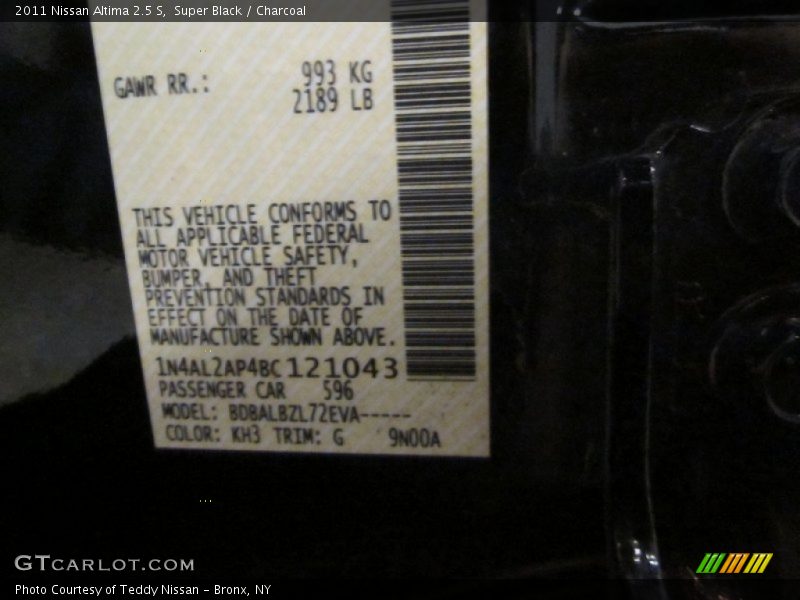 2011 Nissan Altima 2.5 S, Super Black / Charcoal
GAWR RR.: 993 KG
2189 LB
THIS VEHICLE CONFORMS TO
ALL APPLICABLE FEDERAL
MOTOR VEHICLE SAFETY,
BUMPER, AND THEFT
PREVENTION STANDARDS IN
EFFECT ON THE DATE OF
MANUFACTURE SHOWN ABOVE.
1N4AL2AP4BC121043
PASSENGER CAR 596
MODEL: BDBALBZL72EVA-----
COLOR: KH3 TRIM: G 9N00A
GTCARLOT.COM
Photo Courtesy of Teddy Nissan - Bronx, NY